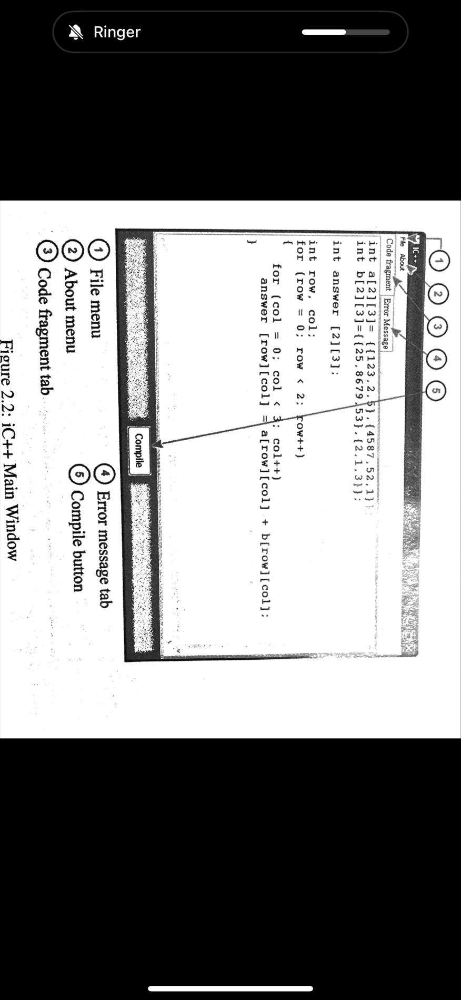 Ringer
1 2 3 4 5
iC++
File About
Code fragment Error Message
int a[2][3]= {{123,2,5},{4587,52,1}};
int b[2][3]={{25,8679,53},{2,1,3}};
int answer [2][3];
int row, col;
for (row = 0; row < 2; row++)
{
for (col = 0; col < 3; col++)
answer [row][col] = a[row][col] + b[row][col];
}
Compile
1 File menu
2 About menu
3 Code fragment tab
4 Error message tab
5 Compile button
Figure 2.2: iC++ Main Window